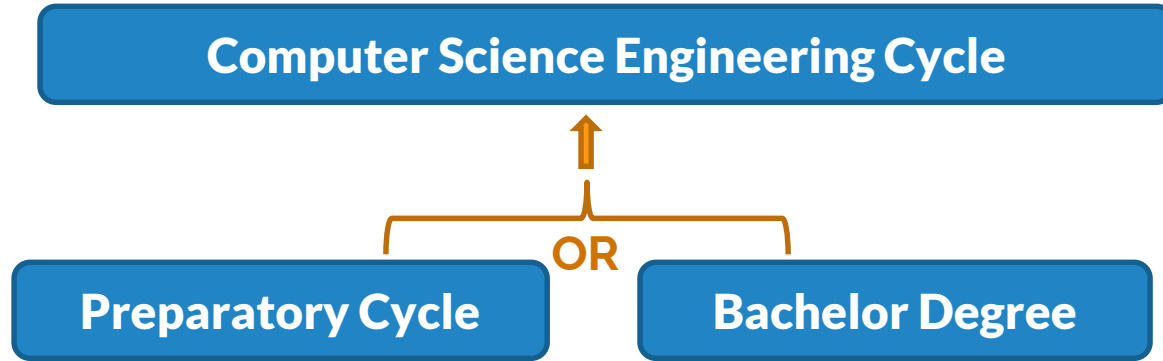 Computer Science Engineering Cycle
OR
Preparatory Cycle
Bachelor Degree